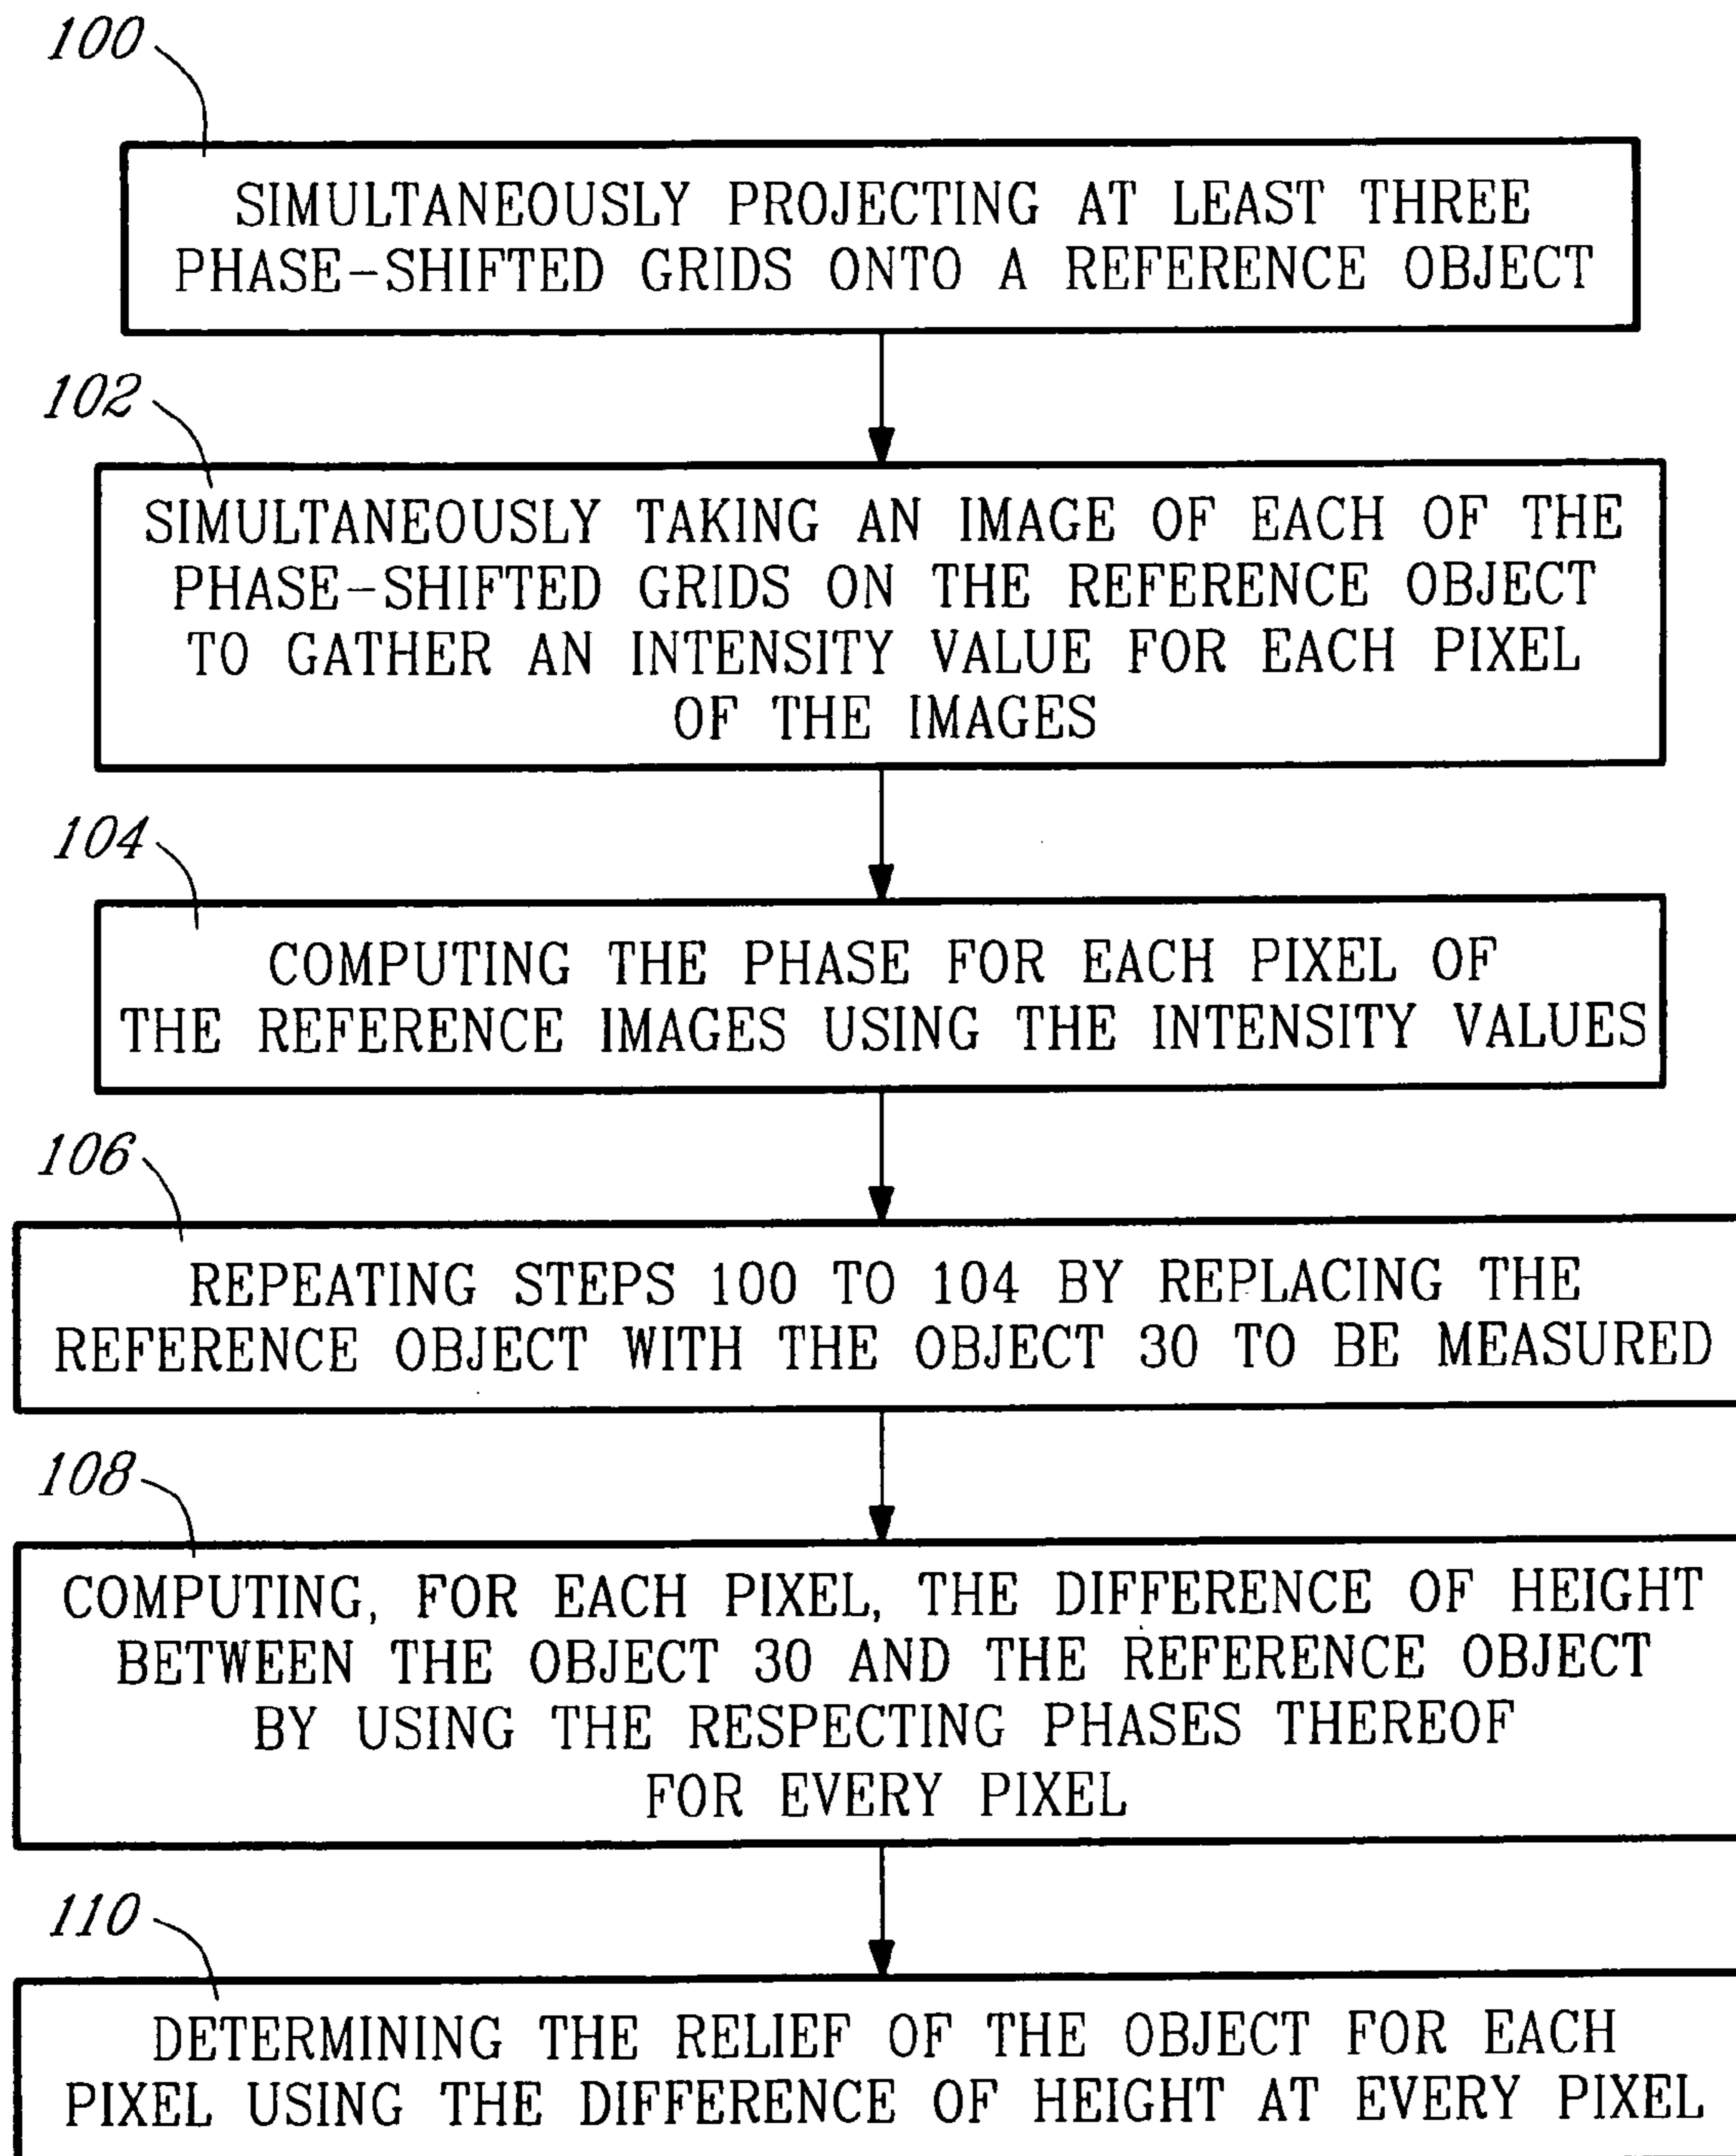 100
SIMULTANEOUSLY PROJECTING AT LEAST THREE
PHASE-SHIFTED GRIDS ONTO A REFERENCE OBJECT
102
SIMULTANEOUSLY TAKING AN IMAGE OF EACH OF THE
PHASE-SHIFTED GRIDS ON THE REFERENCE OBJECT
TO GATHER AN INTENSITY VALUE FOR EACH PIXEL
OF THE IMAGES
104
COMPUTING THE PHASE FOR EACH PIXEL OF
THE REFERENCE IMAGES USING THE INTENSITY VALUES
106
REPEATING STEPS 100 TO 104 BY REPLACING THE
REFERENCE OBJECT WITH THE OBJECT 30 TO BE MEASURED
108
COMPUTING, FOR EACH PIXEL, THE DIFFERENCE OF HEIGHT
BETWEEN THE OBJECT 30 AND THE REFERENCE OBJECT
BY USING THE RESPECTING PHASES THEREOF
FOR EVERY PIXEL
110
DETERMINING THE RELIEF OF THE OBJECT FOR EACH
PIXEL USING THE DIFFERENCE OF HEIGHT AT EVERY PIXEL